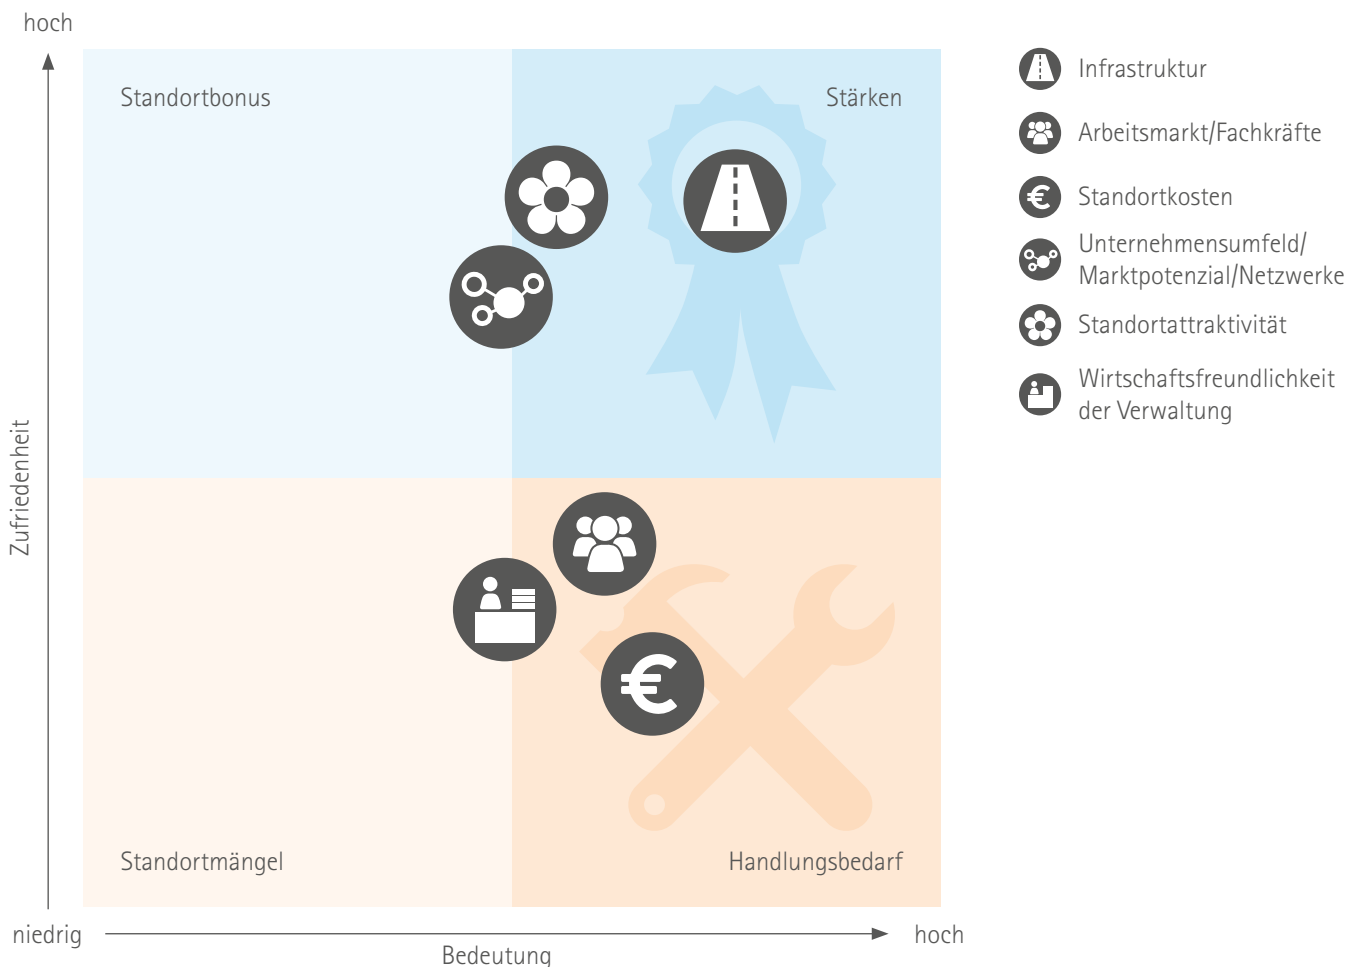 hoch
Standortbonus
Stärken
Zufriedenheit
Standortmängel
Handlungsbedarf
niedrig
Bedeutung
hoch
Infrastruktur
Arbeitsmarkt/Fachkräfte
Standortkosten
Unternehmensumfeld/
Marktpotenzial/Netzwerke
Standortattraktivität
Wirtschaftsfreundlichkeit
der Verwaltung